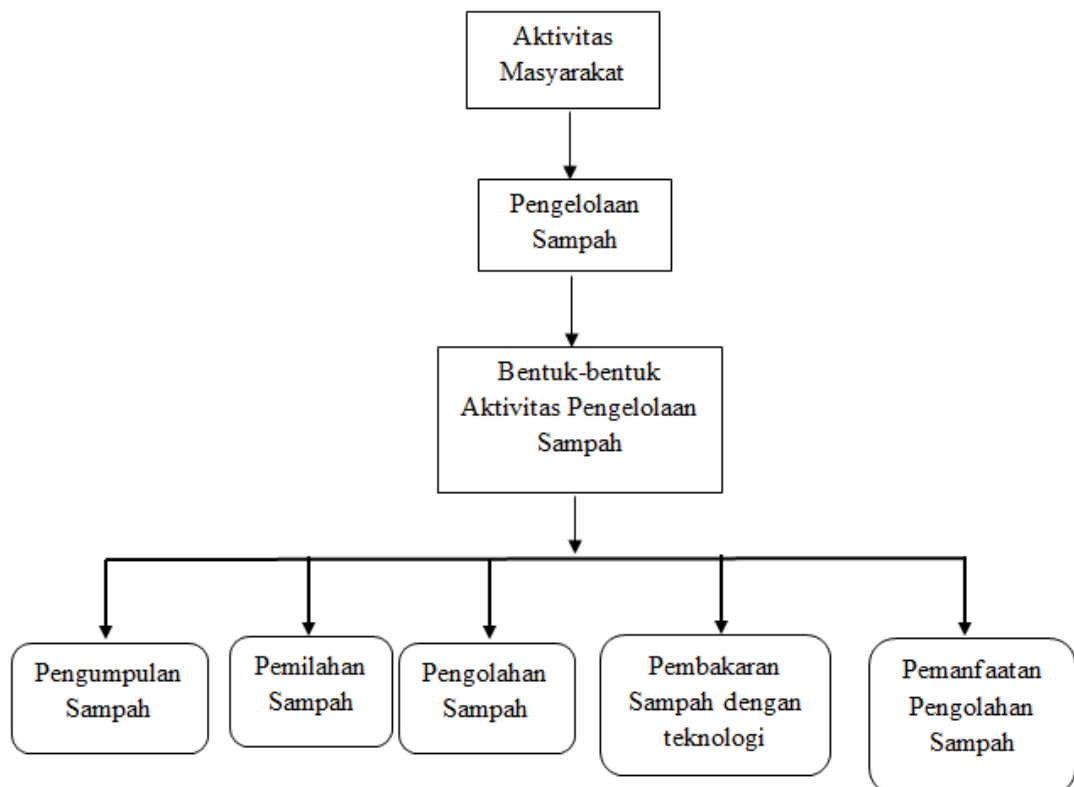 Aktivitas
Masyarakat
Pengelolaan
Sampah
Bentuk-bentuk
Aktivitas Pengelolaan
Sampah
Pengumpulan
Sampah
Pemilahan
Sampah
Pengolahan
Sampah
Pembakaran
Sampah dengan
teknologi
Pemanfaatan
Pengolahan
Sampah